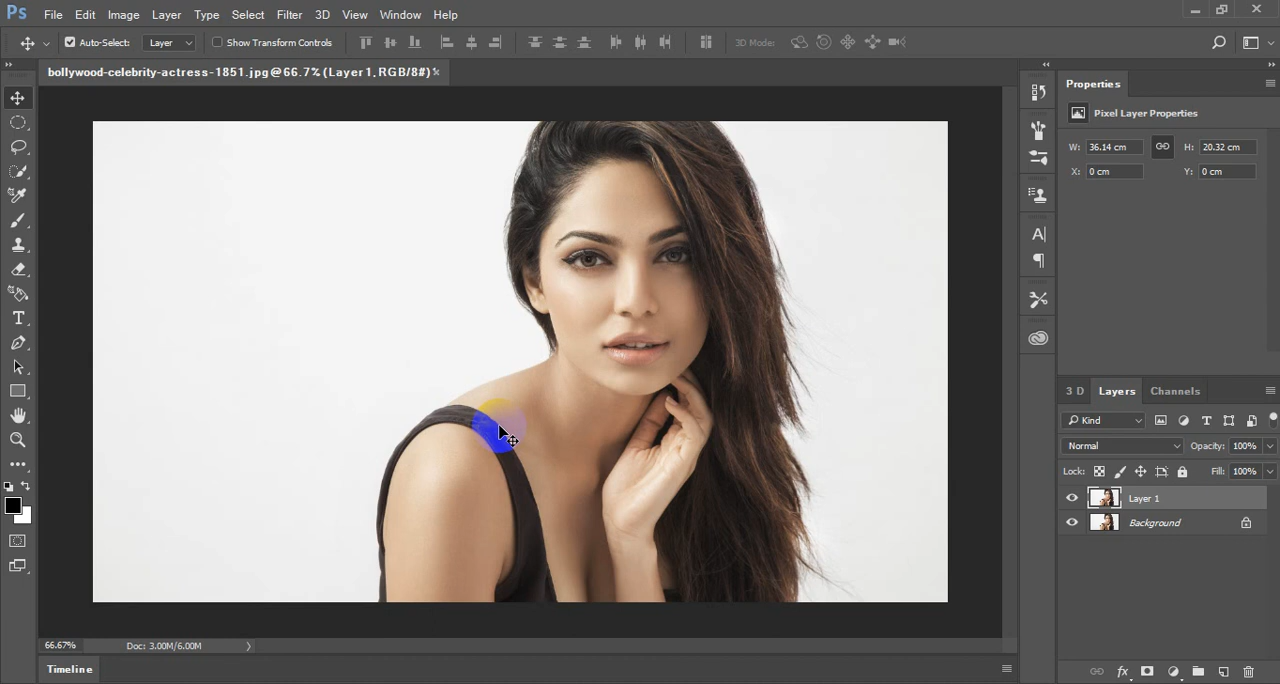 Ps File Edit Image Layer Type Select Filter 3D View Window Help
Auto-Select: Layer Show Transform Controls 3D Mode:
bollywood-celebrity-actress-1851.jpg @ 66.7% (Layer 1, RGB/8#) *
Properties
Pixel Layer Properties
W: 36.14 cm H: 20.32 cm
X: 0 cm Y: 0 cm
3D Layers Channels
Kind
Normal Opacity: 100%
Lock: Fill: 100%
Layer 1
Background
66.67% Doc: 3.00M/6.00M
Timeline